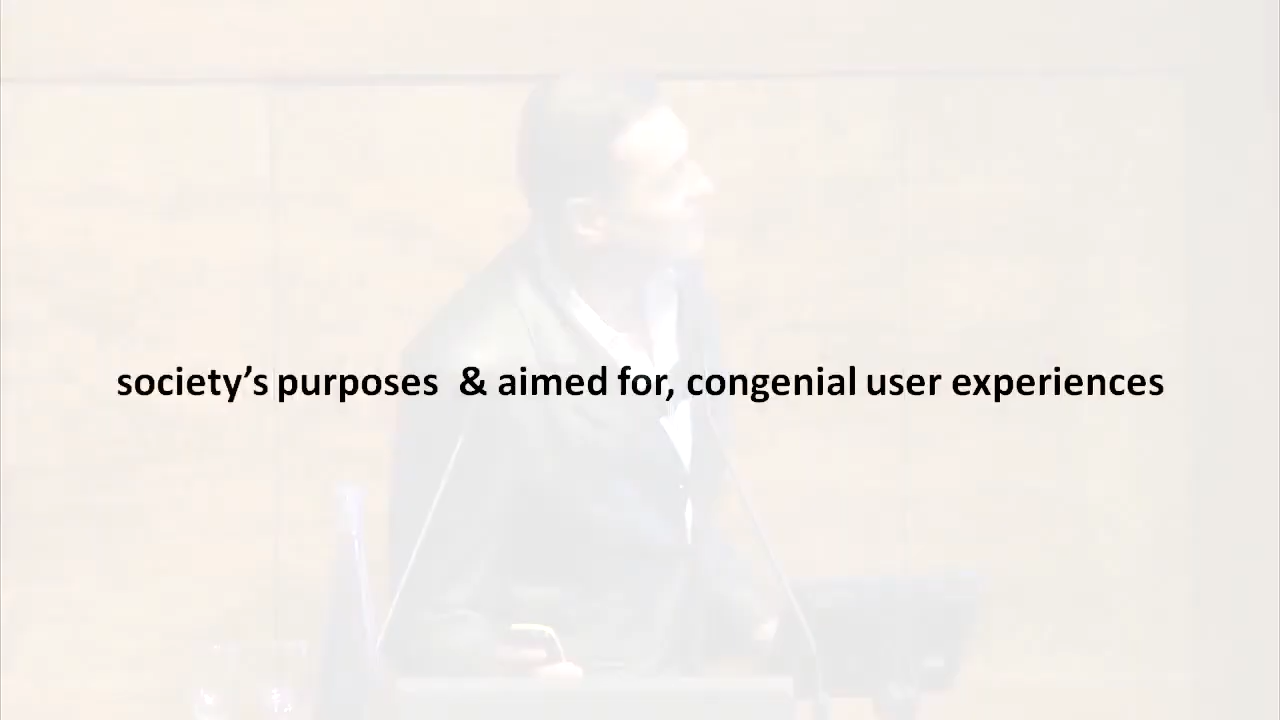 society’s purposes  & aimed for, congenial user experiences